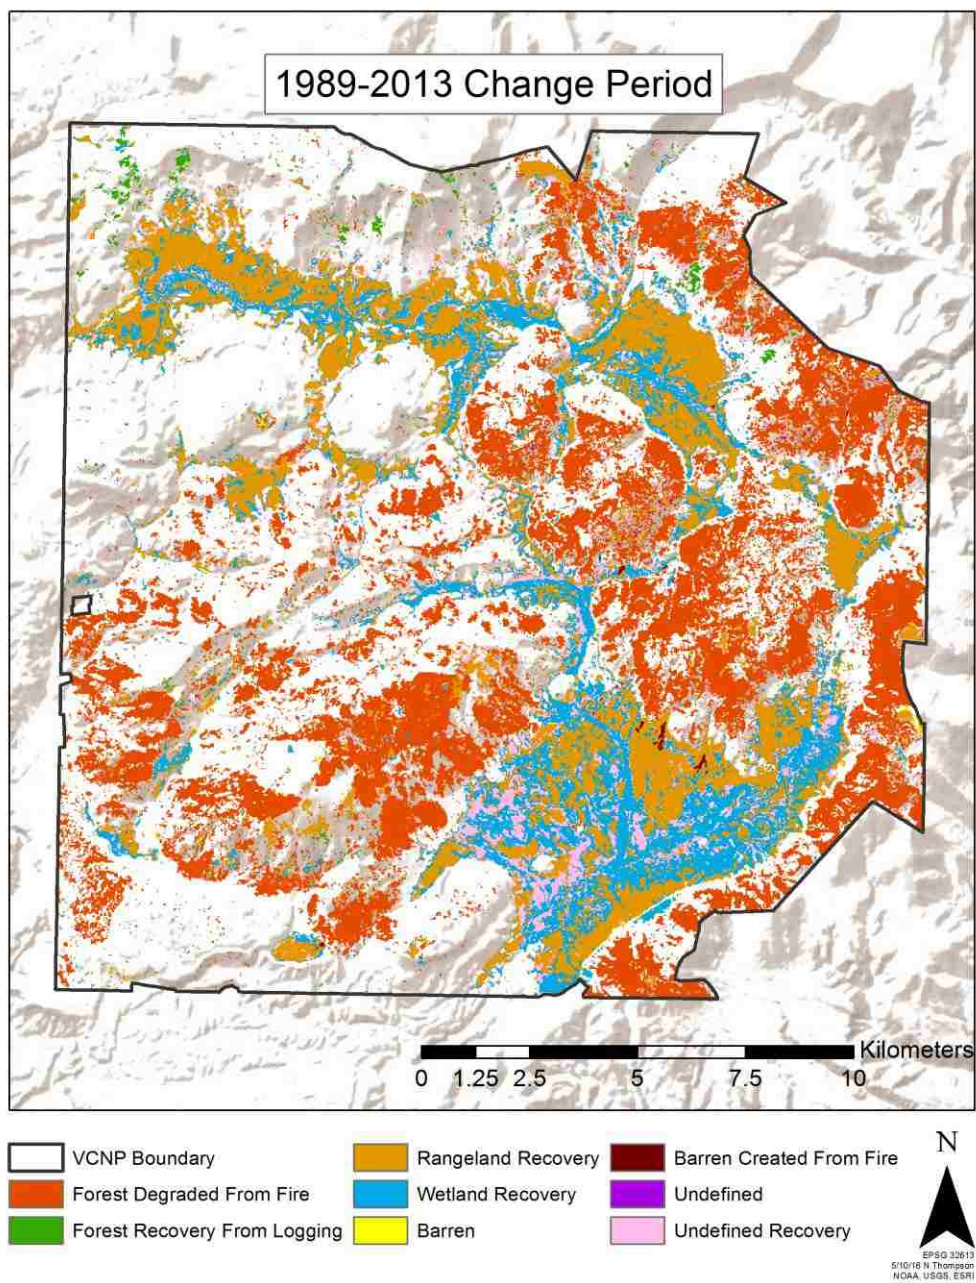 1989-2013 Change Period
Kilometers
0 1.25 2.5 5 7.5 10
VCNP Boundary
Rangeland Recovery
Barren Created From Fire
N
Forest Degraded From Fire
Wetland Recovery
Undefined
Forest Recovery From Logging
Barren
Undefined Recovery
EPSG 32613
5/10/16 N Thompson
NOAA, USGS, ESRI